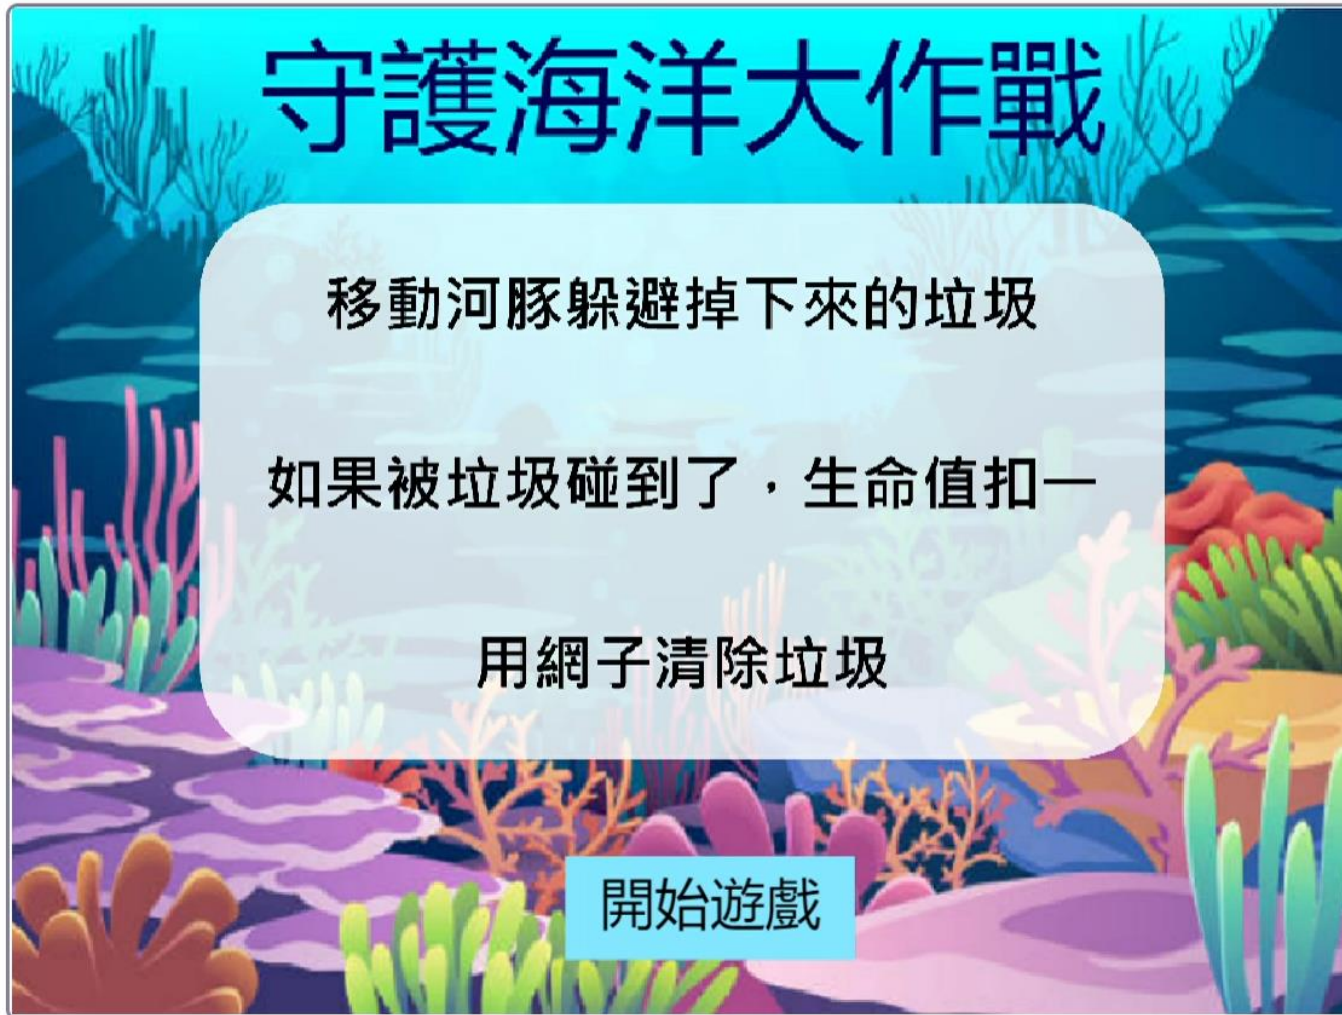 守護海洋大作戰
移動河豚躲避掉下來的垃圾
如果被垃圾碰到了，生命值扣一
用網子清除垃圾
開始遊戲